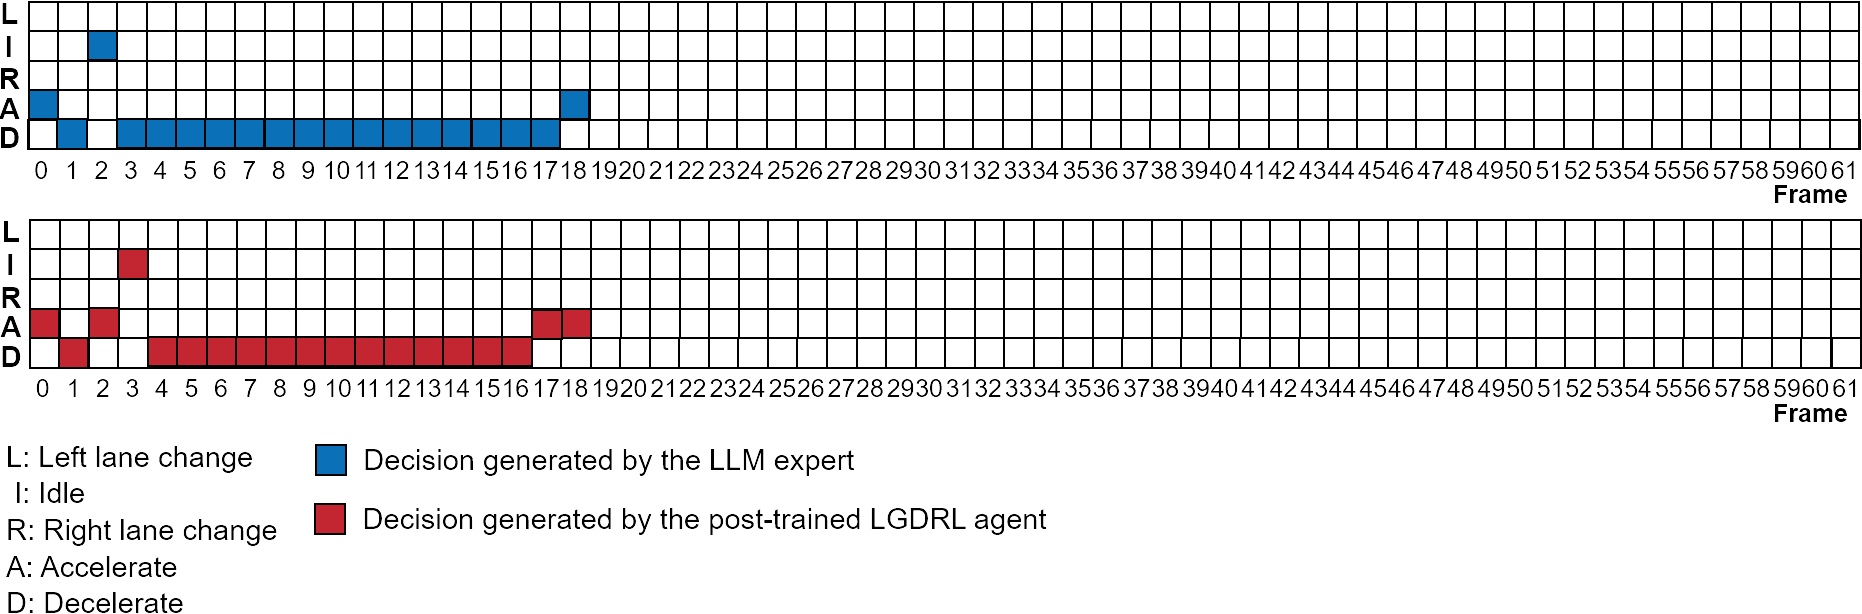 L
I
R
A
D
0 1 2 3 4 5 6 7 8 9 10 11 12 13 14 15 16 17 18 19 20 21 22 23 24 25 26 27 28 29 30 31 32 33 34 35 36 37 38 39 40 41 42 43 44 45 46 47 48 49 50 51 52 53 54 55 56 57 58 59 60 61
Frame
L
I
R
A
D
0 1 2 3 4 5 6 7 8 9 10 11 12 13 14 15 16 17 18 19 20 21 22 23 24 25 26 27 28 29 30 31 32 33 34 35 36 37 38 39 40 41 42 43 44 45 46 47 48 49 50 51 52 53 54 55 56 57 58 59 60 61
Frame
L: Left lane change
I: Idle
R: Right lane change
A: Accelerate
D: Decelerate
Decision generated by the LLM expert
Decision generated by the post-trained LGDRL agent